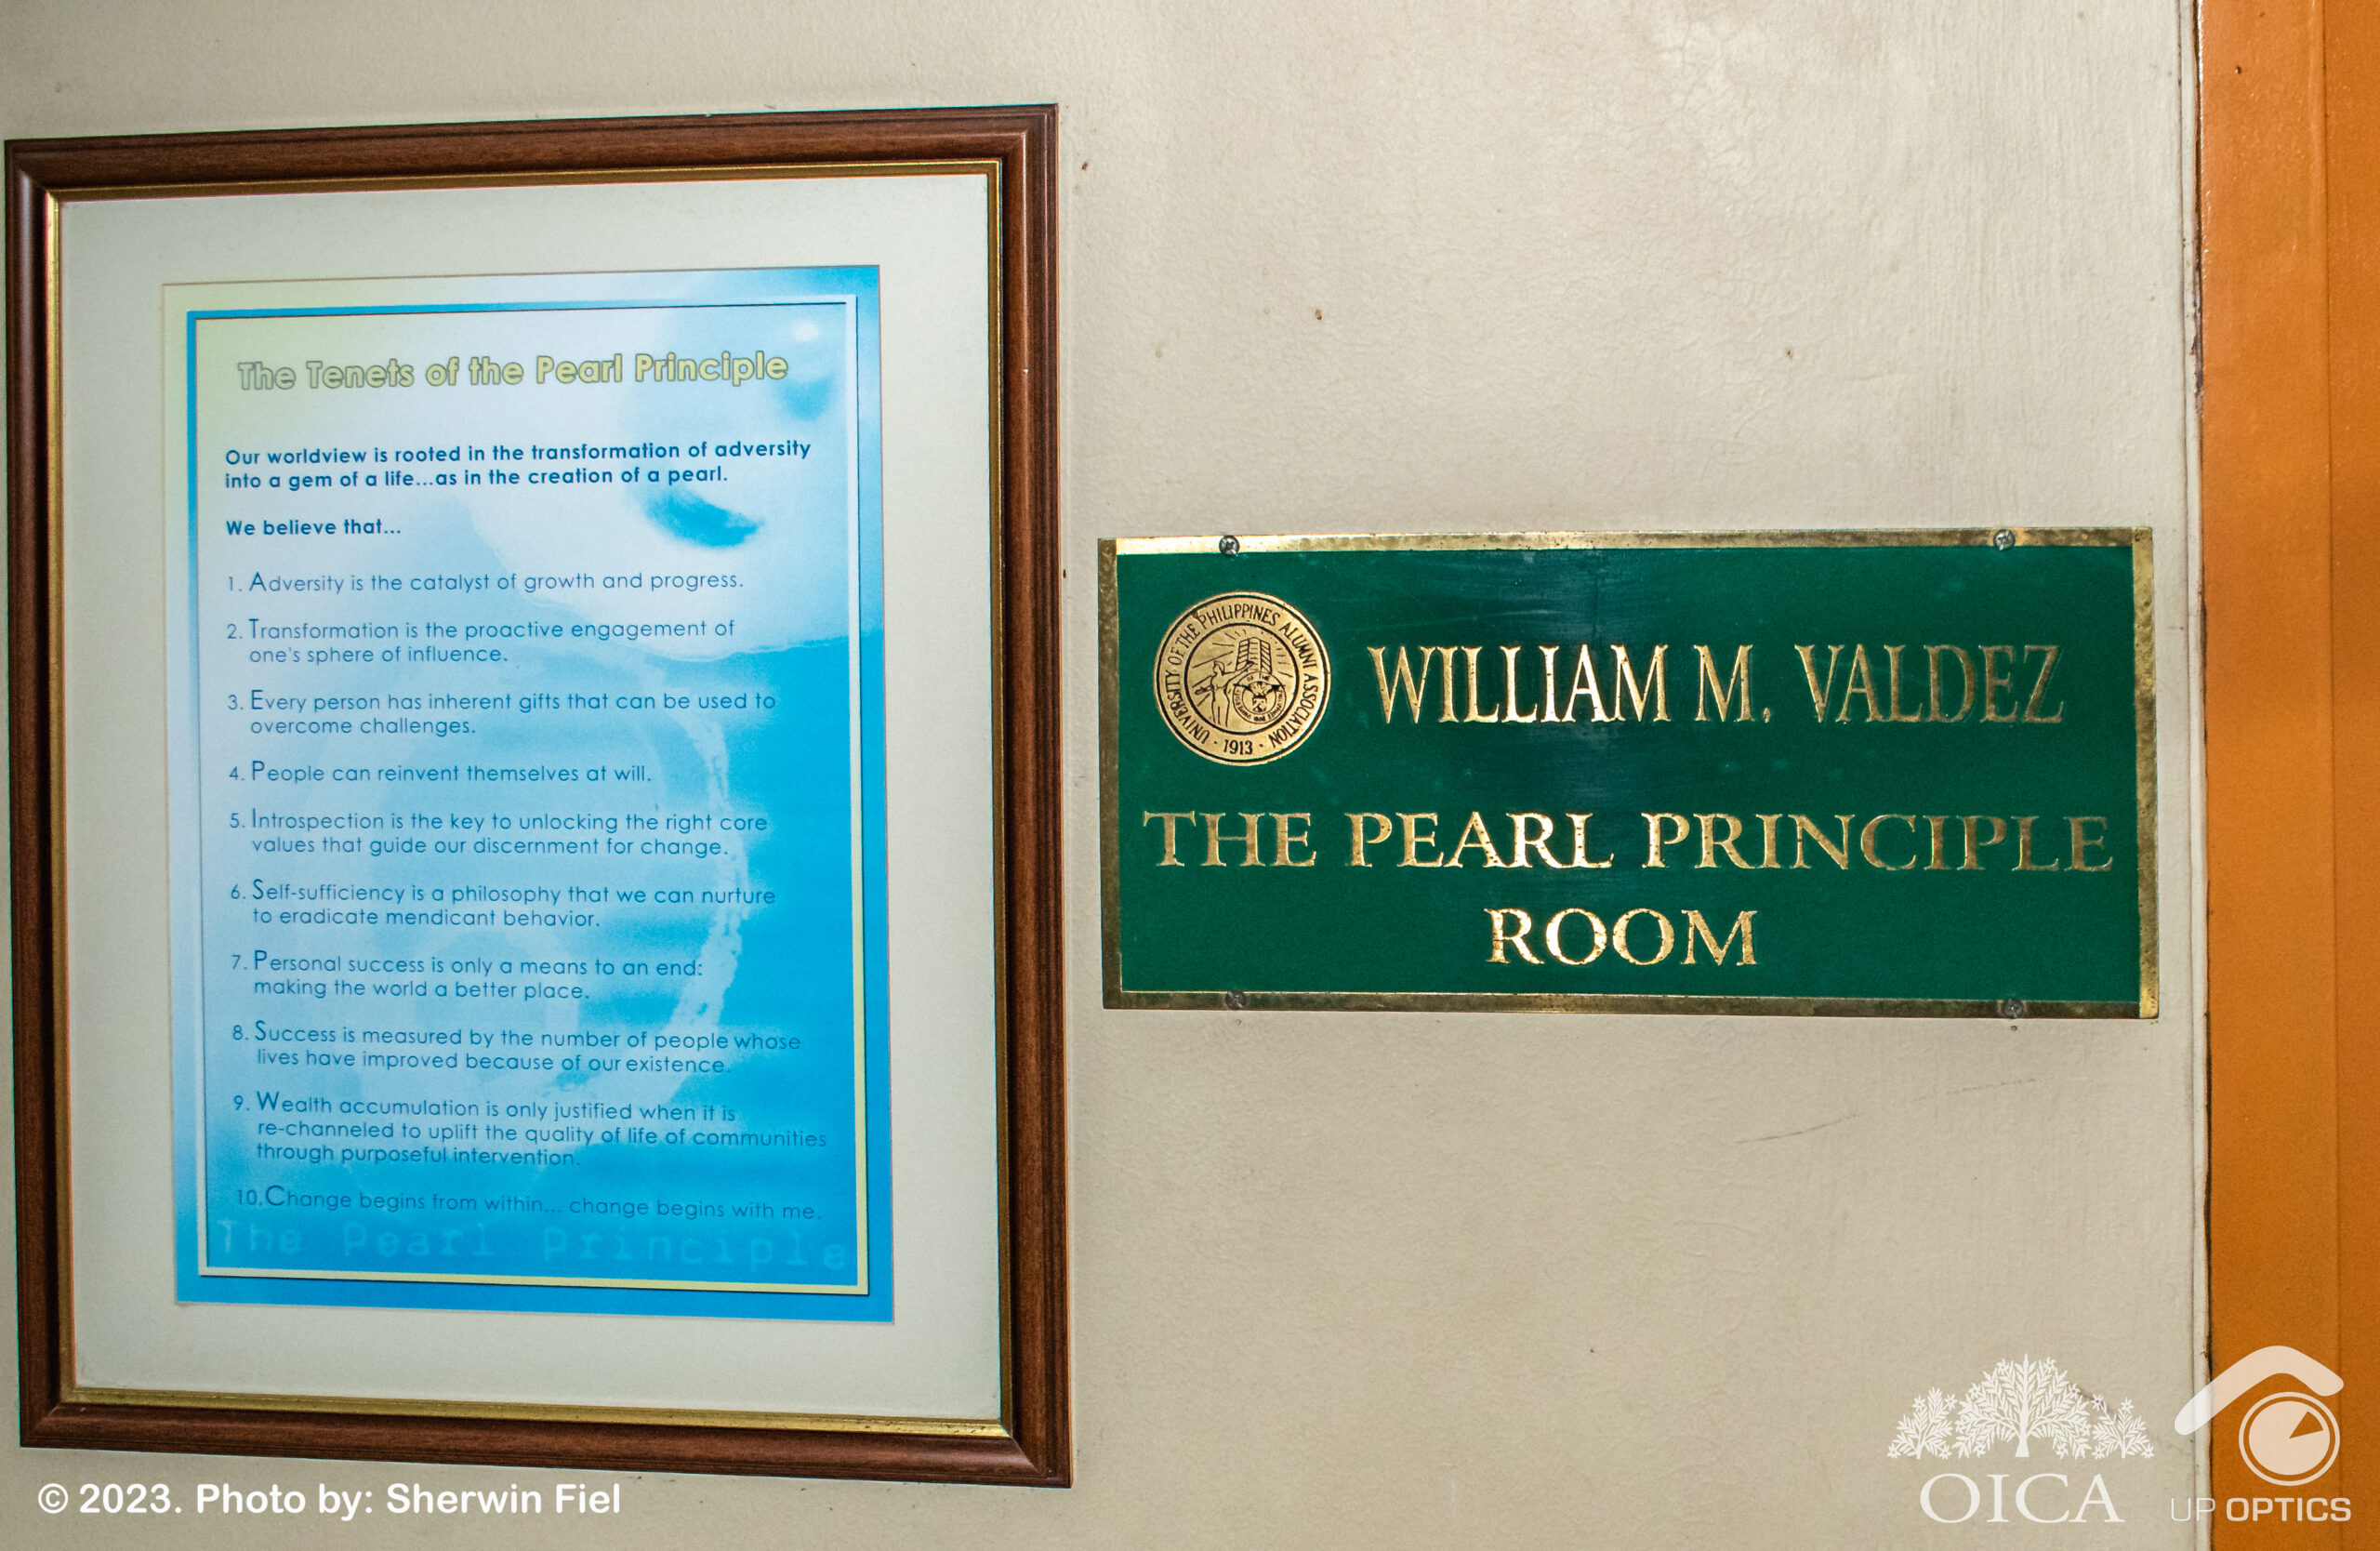 The Tenets of the Pearl Principle
Our worldview is rooted in the transformation of adversity
into a gem of a life...as in the creation of a pearl.
We believe that...
1. Adversity is the catalyst of growth and progress.
2. Transformation is the proactive engagement of
one's sphere of influence.
3. Every person has inherent gifts that can be used to
overcome challenges.
4. People can reinvent themselves at will.
5. Introspection is the key to unlocking the right core
values that guide our discernment for change.
6. Self-sufficiency is a philosophy that we can nurture
to eradicate mendicant behavior.
7. Personal success is only a means to an end:
making the world a better place.
8. Success is measured by the number of people whose
lives have improved because of our existence.
9. Wealth accumulation is only justified when it is
re-channeled to uplift the quality of life of communities
through purposeful intervention.
10.Change begins from within... change begins with me.
The Pearl Principle
UNIVERSITY OF THE PHILIPPINES ALUMNI ASSOCIATION
· 1913 ·
WILLIAM M. VALDEZ
THE PEARL PRINCIPLE
ROOM
© 2023. Photo by: Sherwin Fiel
OICA
UP OPTICS